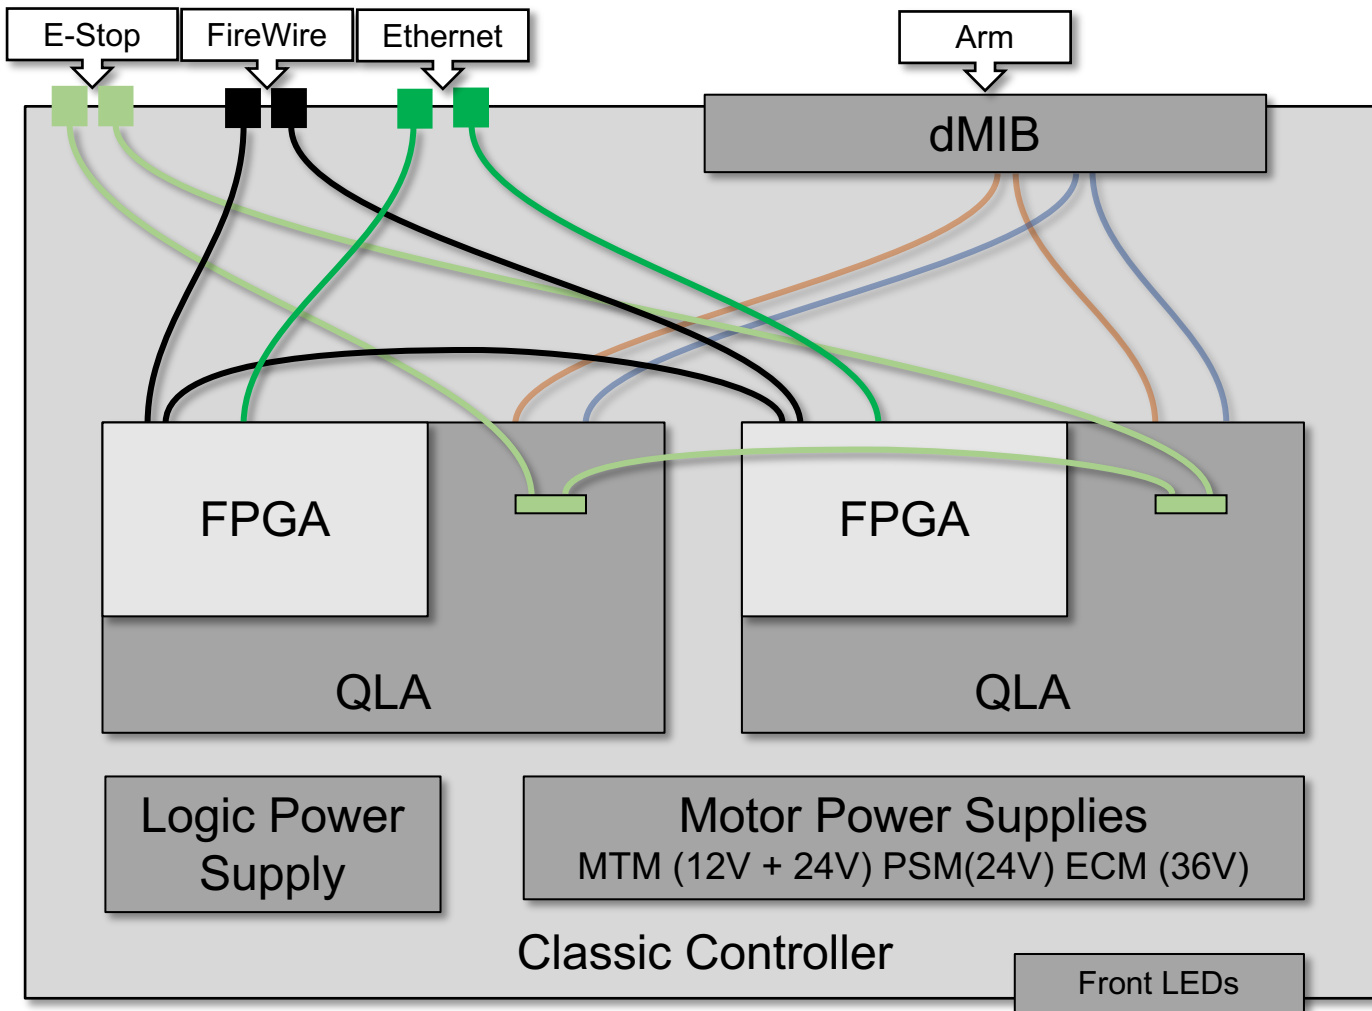 E-Stop
FireWire
Ethernet
Arm
dMIB
FPGA
FPGA
QLA
QLA
Logic Power
Supply
Motor Power Supplies
MTM (12V + 24V) PSM(24V) ECM (36V)
Classic Controller
Front LEDs